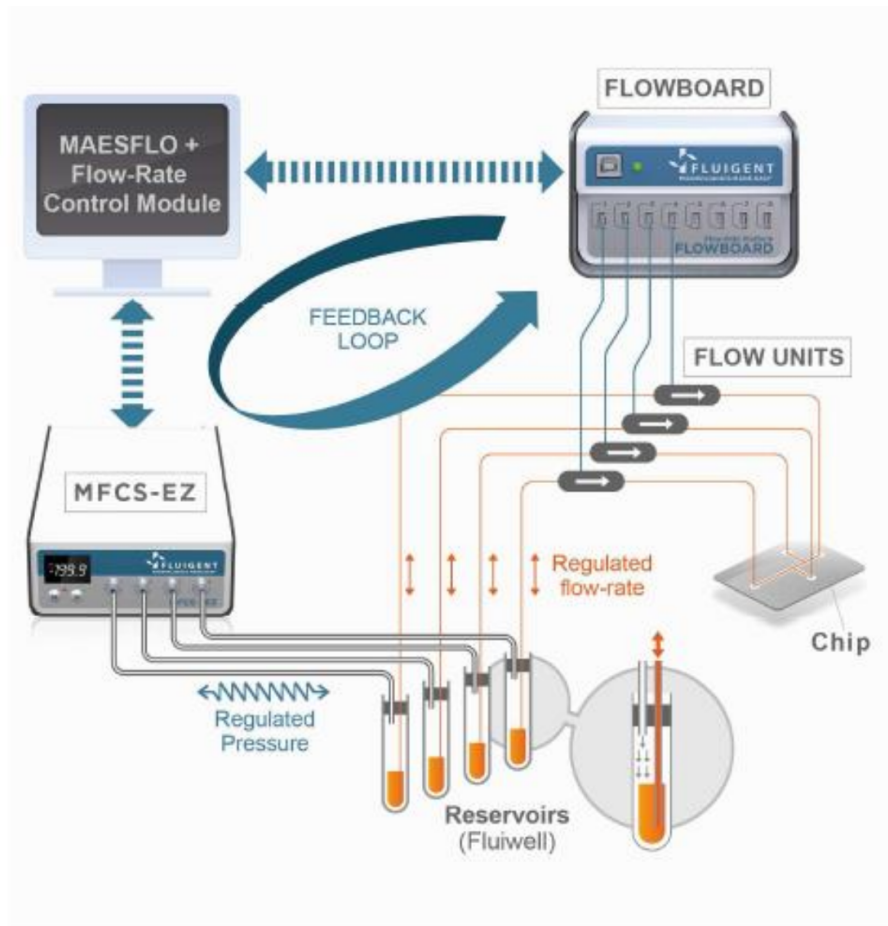 FLOWBOARD
MAESFLO +
Flow-Rate
Control Module
FLUIGENT
FLOWBOARD
FEEDBACK
LOOP
FLOW UNITS
MFCS-EZ
FLUIGENT
Regulated
flow-rate
Chip
Regulated
Pressure
Reservoirs
(Fluiwell)